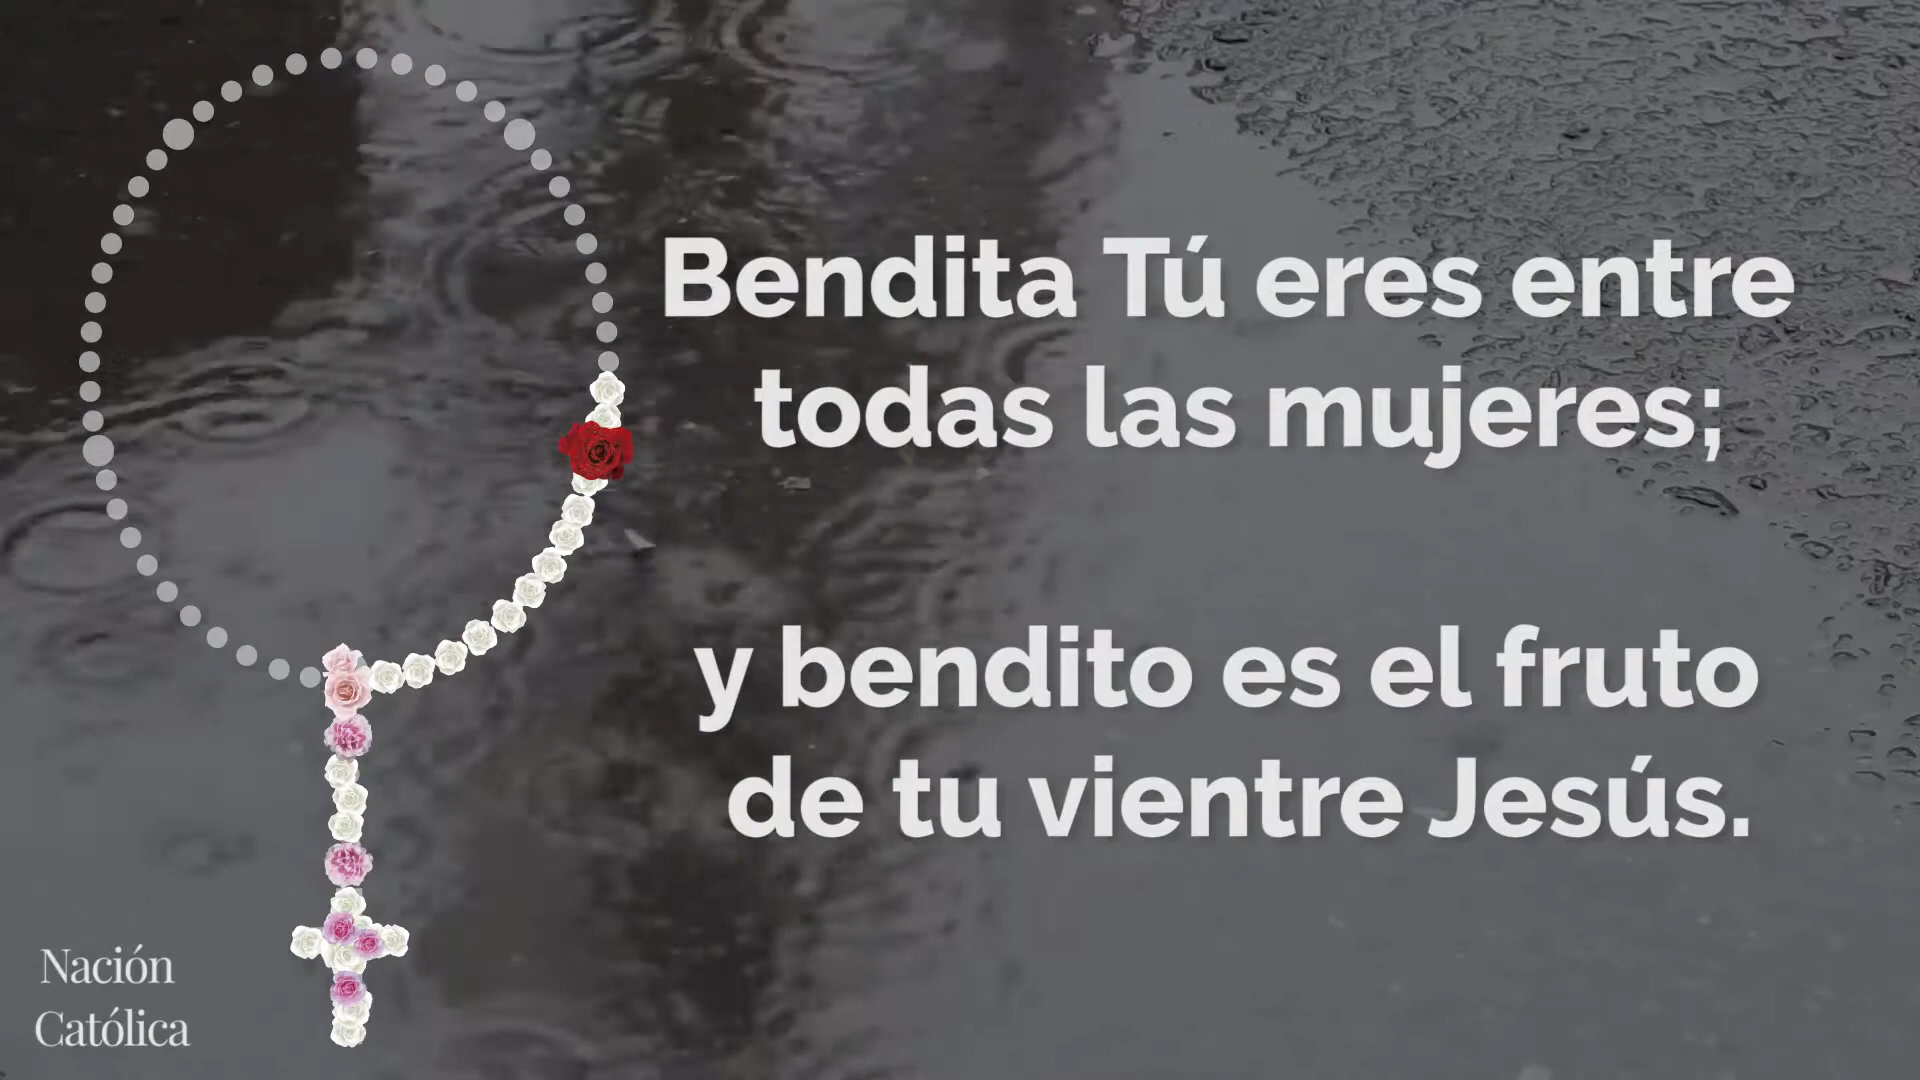 Bendita Tú eres entre
todas las mujeres;
y bendito es el fruto
de tu vientre Jesús.
Nación
Católica